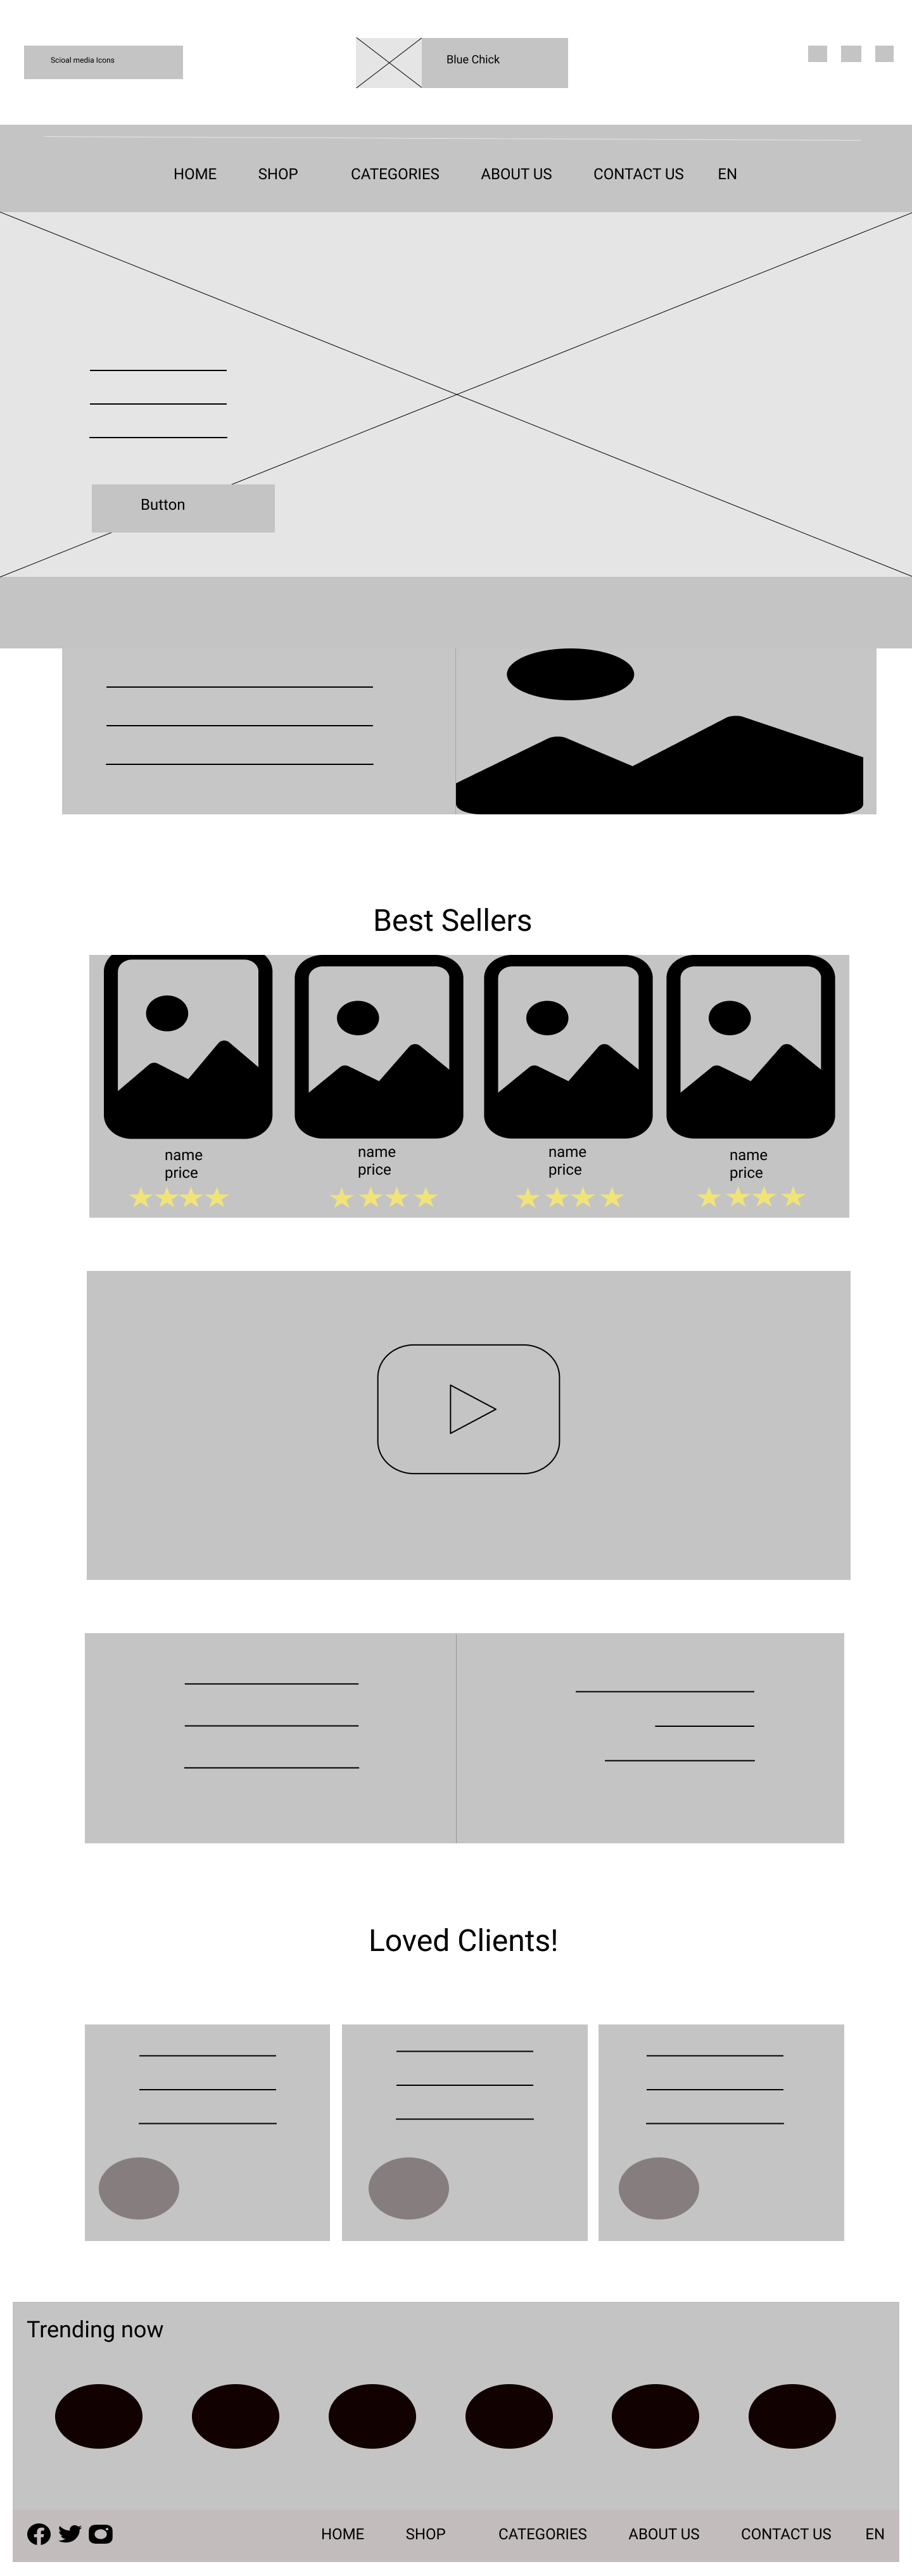 Scioal media Icons
Blue Chick
HOME SHOP CATEGORIES ABOUT US CONTACT US EN
Button
Best Sellers
name
price
name
price
name
price
name
price
Loved Clients!
Trending now
HOME SHOP CATEGORIES ABOUT US CONTACT US EN